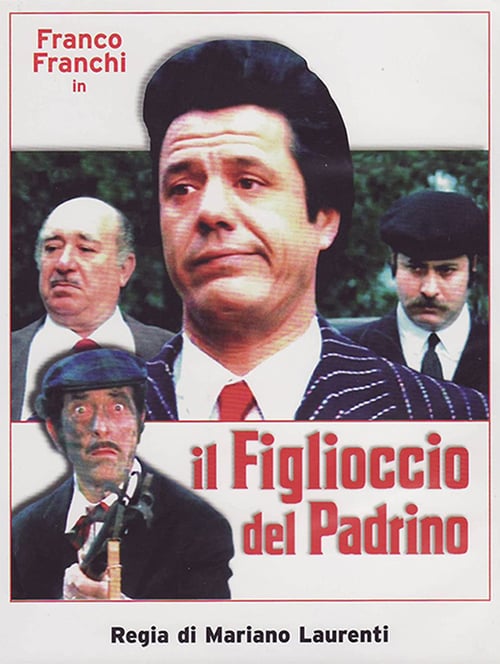 Franco
Franchi
in
il Figlioccio
del Padrino
Regia di Mariano Laurenti